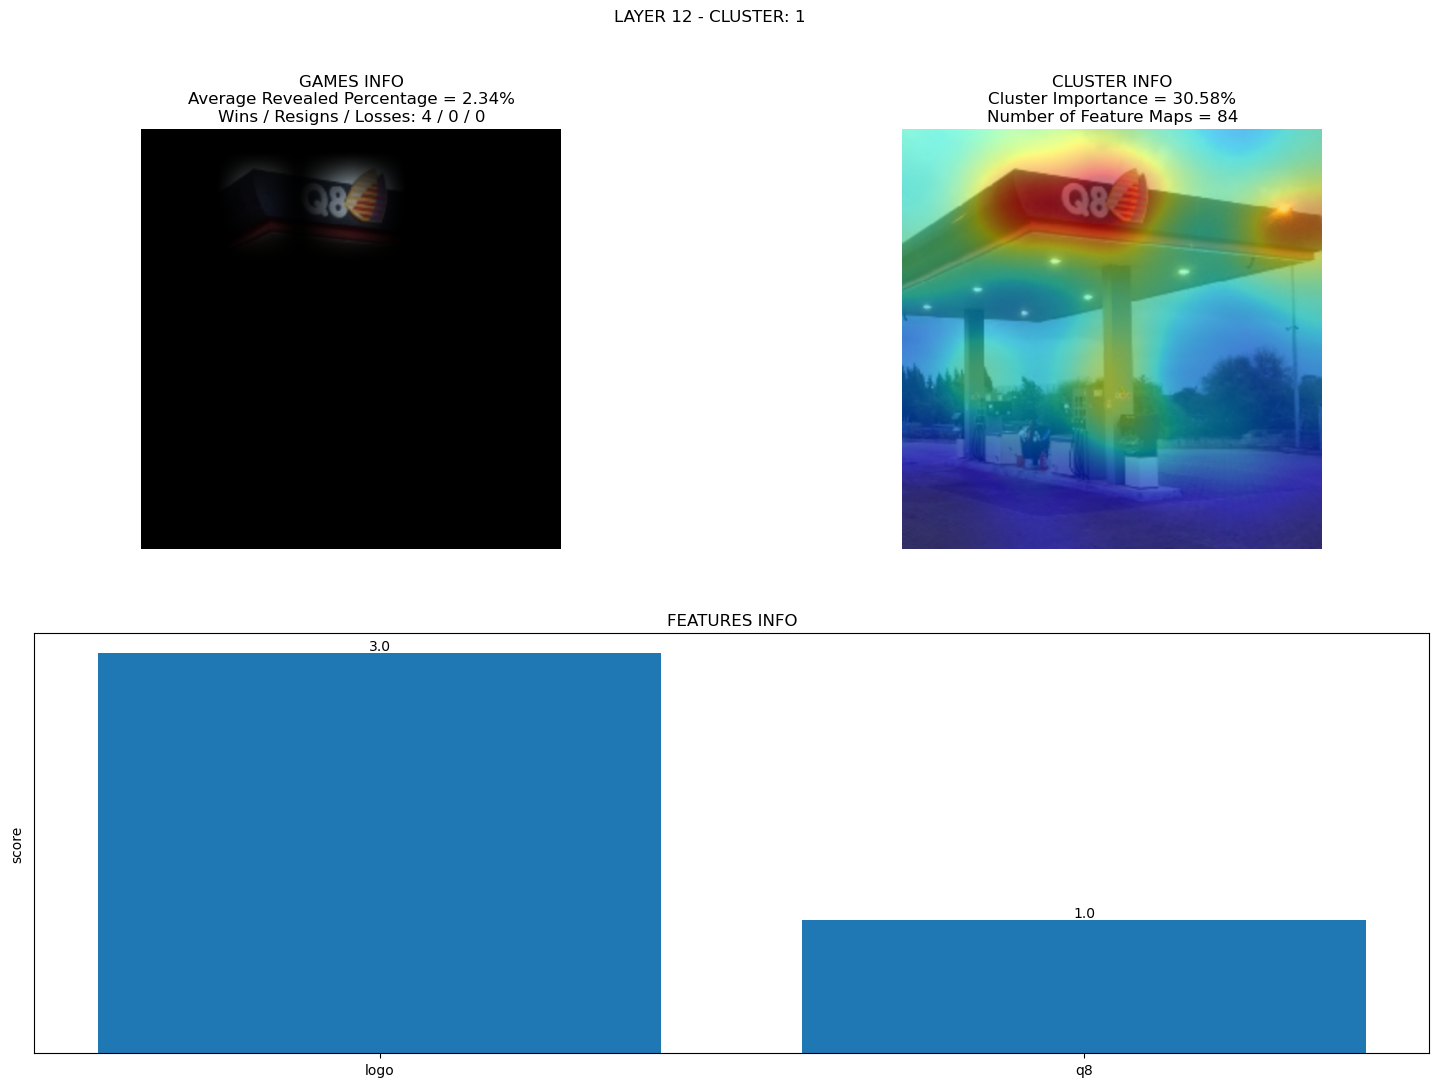 LAYER 12 - CLUSTER: 1
GAMES INFO
Average Revealed Percentage = 2.34%
Wins / Resigns / Losses: 4 / 0 / 0
Q8
CLUSTER INFO
Cluster Importance = 30.58%
Number of Feature Maps = 84
Q8
FEATURES INFO
score
3.0
1.0
logo
q8